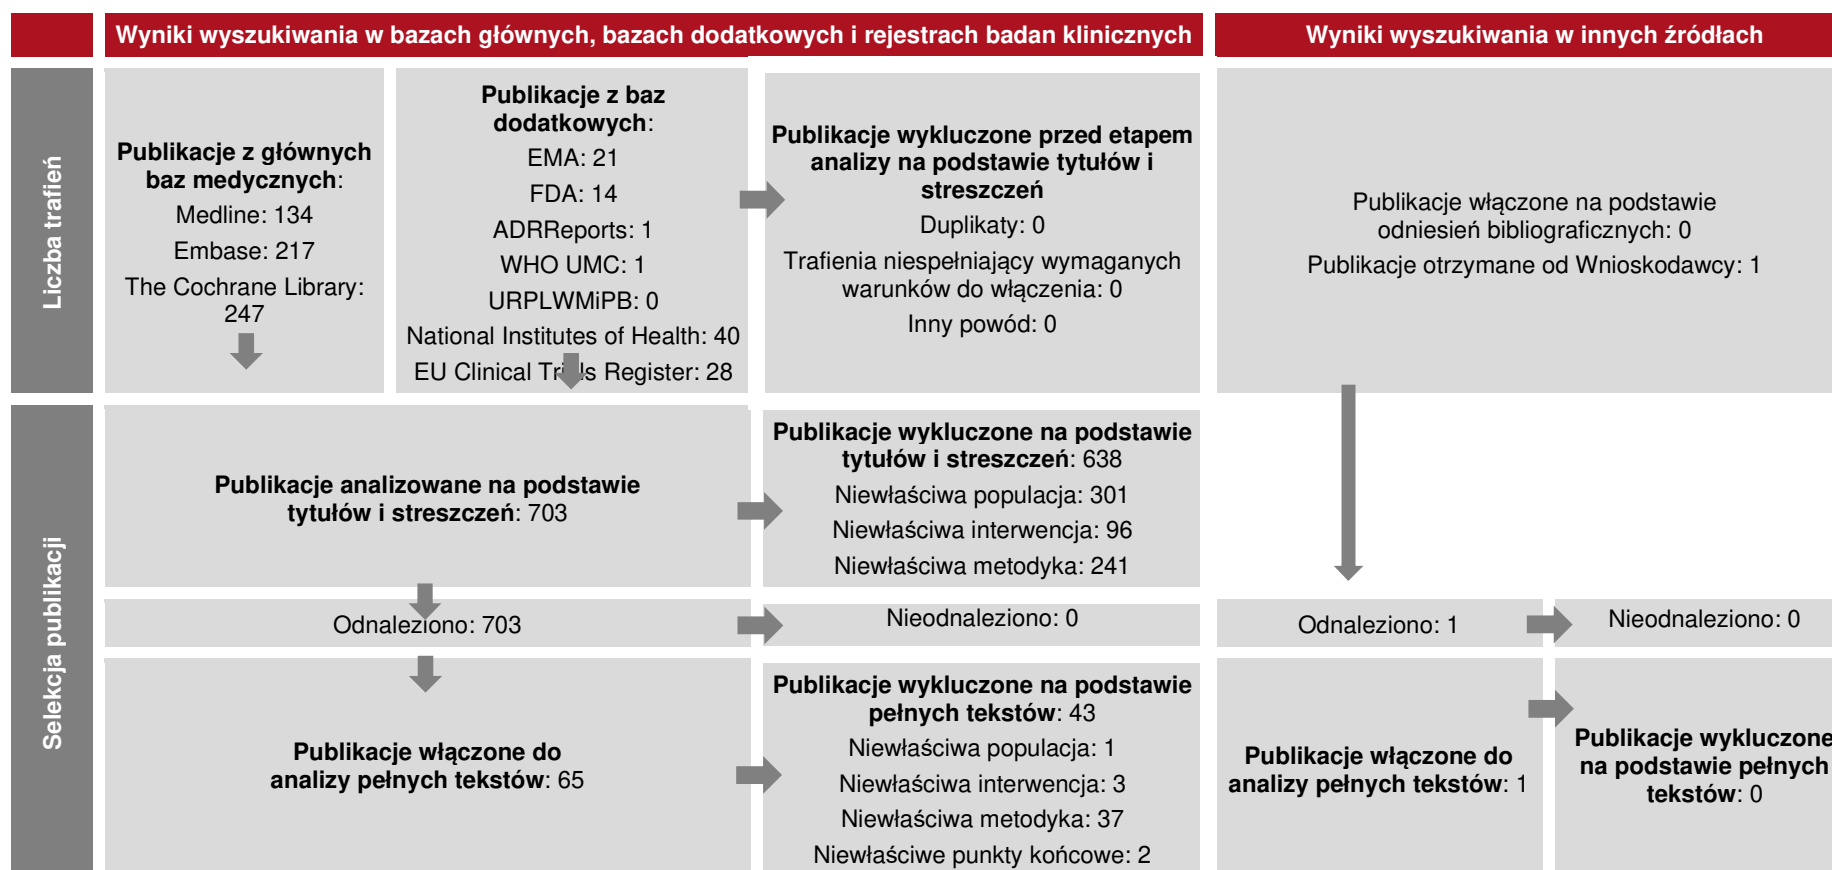 Wyniki wyszukiwania w bazach głównych, bazach dodatkowych i rejestrach badan klinicznych
Wyniki wyszukiwania w innych źródłach
Liczba trafień
Publikacje z głównych
baz medycznych:
Medline: 134
Embase: 217
The Cochrane Library:
247
Publikacje z baz
dodatkowych:
EMA: 21
FDA: 14
ADRReports: 1
WHO UMC: 1
URPLWMiPB: 0
National Institutes of Health: 40
EU Clinical Trials Register: 28
Publikacje wykluczone przed etapem
analizy na podstawie tytułów i
streszczeń
Duplikaty: 0
Trafienia niespełniający wymaganych
warunków do włączenia: 0
Inny powód: 0
Publikacje włączone na podstawie
odniesień bibliograficznych: 0
Publikacje otrzymane od Wnioskodawcy: 1
Selekcja publikacji
Publikacje analizowane na podstawie
tytułów i streszczeń: 703
Publikacje wykluczone na podstawie
tytułów i streszczeń: 638
Niewłaściwa populacja: 301
Niewłaściwa interwencja: 96
Niewłaściwa metodyka: 241
Odnaleziono: 703
Nieodnaleziono: 0
Odnaleziono: 1
Nieodnaleziono: 0
Publikacje włączone do
analizy pełnych tekstów: 65
Publikacje wykluczone na podstawie
pełnych tekstów: 43
Niewłaściwa populacja: 1
Niewłaściwa interwencja: 3
Niewłaściwa metodyka: 37
Niewłaściwe punkty końcowe: 2
Publikacje włączone do
analizy pełnych tekstów: 1
Publikacje wykluczone
na podstawie pełnych
tekstów: 0